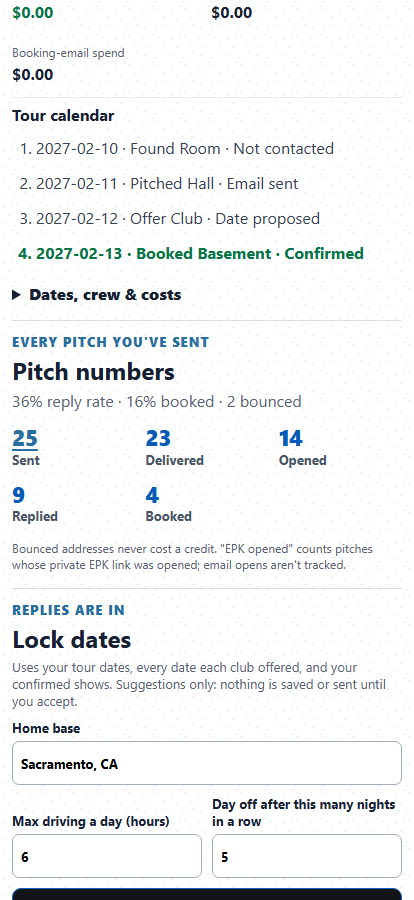 $0.00 $0.00
Booking-email spend
$0.00
Tour calendar
1. 2027-02-10 · Found Room · Not contacted
2. 2027-02-11 · Pitched Hall · Email sent
3. 2027-02-12 · Offer Club · Date proposed
4. 2027-02-13 · Booked Basement · Confirmed
Dates, crew & costs
EVERY PITCH YOU'VE SENT
Pitch numbers
36% reply rate · 16% booked · 2 bounced
25 23 14
Sent Delivered Opened
9 4
Replied Booked
Bounced addresses never cost a credit. "EPK opened" counts pitches
whose private EPK link was opened; email opens aren't tracked.
REPLIES ARE IN
Lock dates
Uses your tour dates, every date each club offered, and your
confirmed shows. Suggestions only: nothing is saved or sent until
you accept.
Home base
Sacramento, CA
Max driving a day (hours)
6
Day off after this many nights
in a row
5